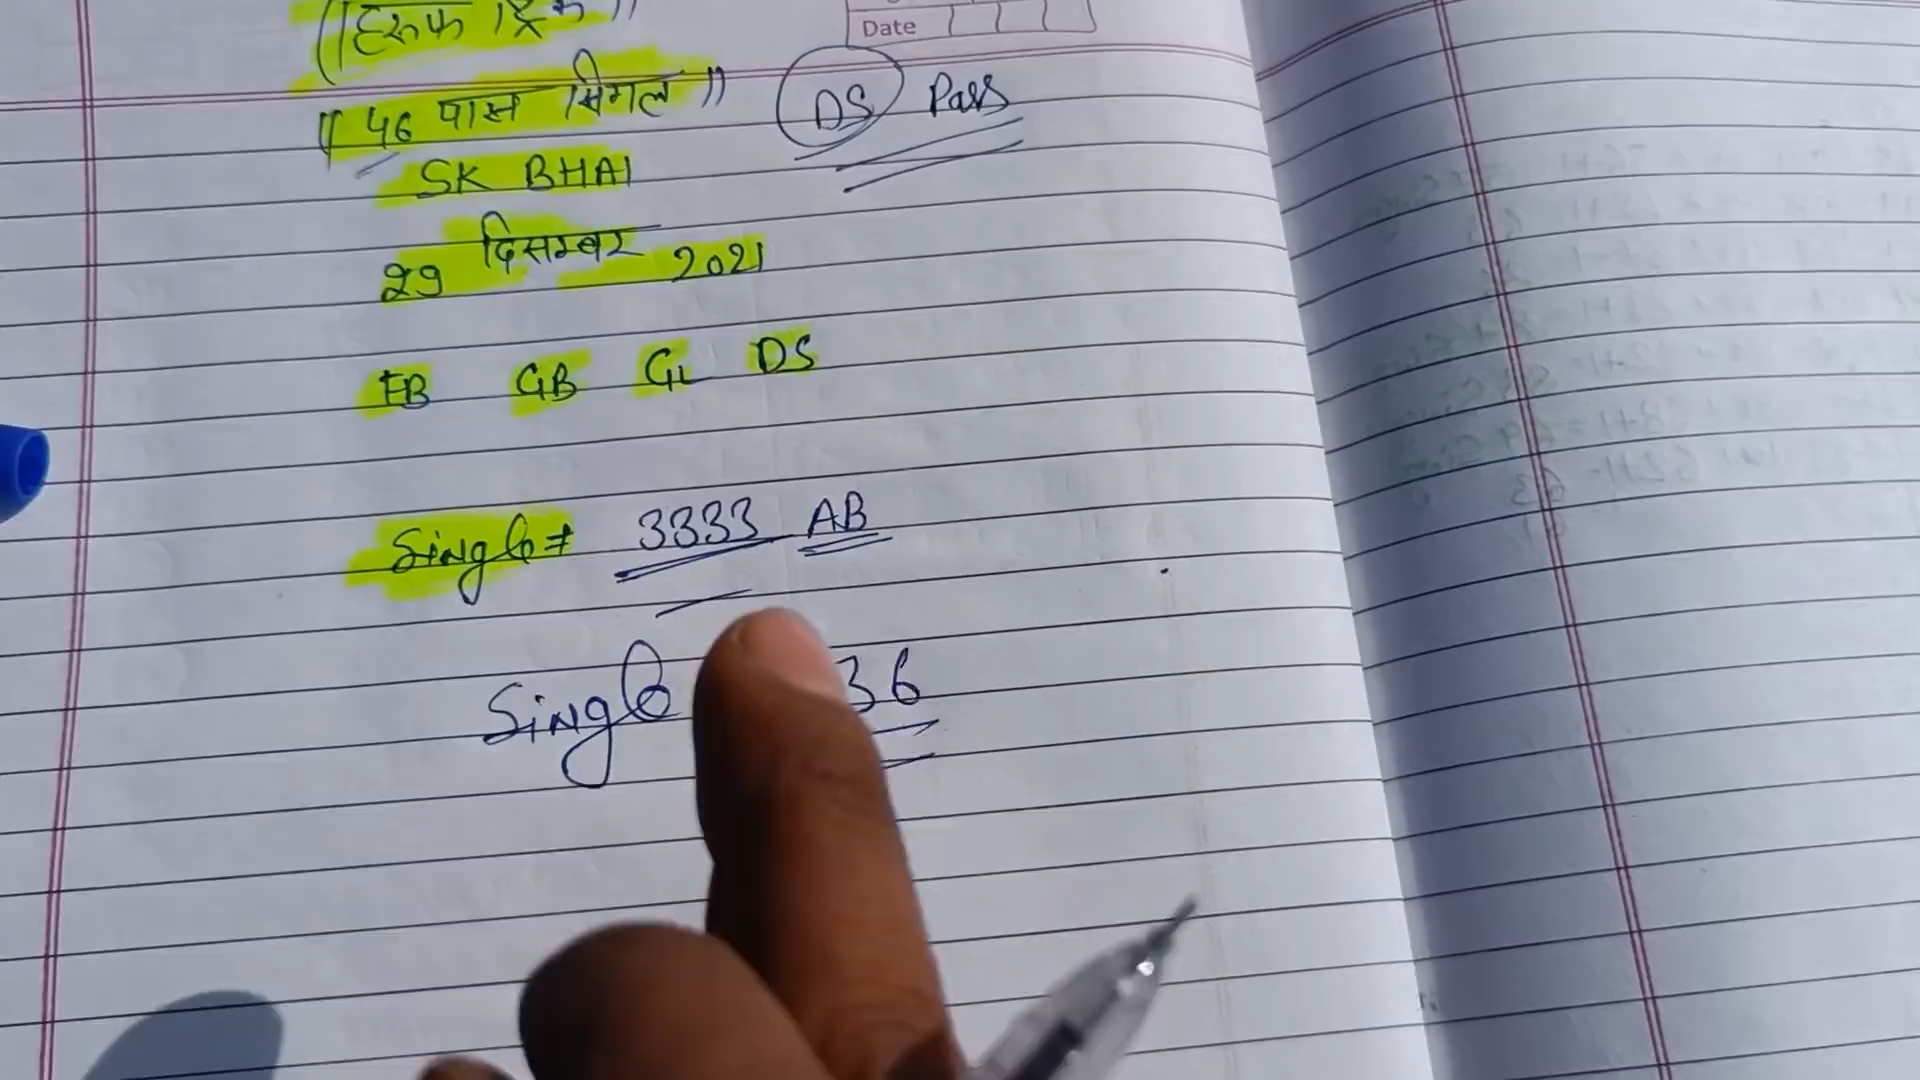 Date
॥ 46 पास सिंगल ॥ DS Pass
SK BHAI
29 दिसम्बर 2021
FB GB GL DS
Single = 3333 AB
Single 36